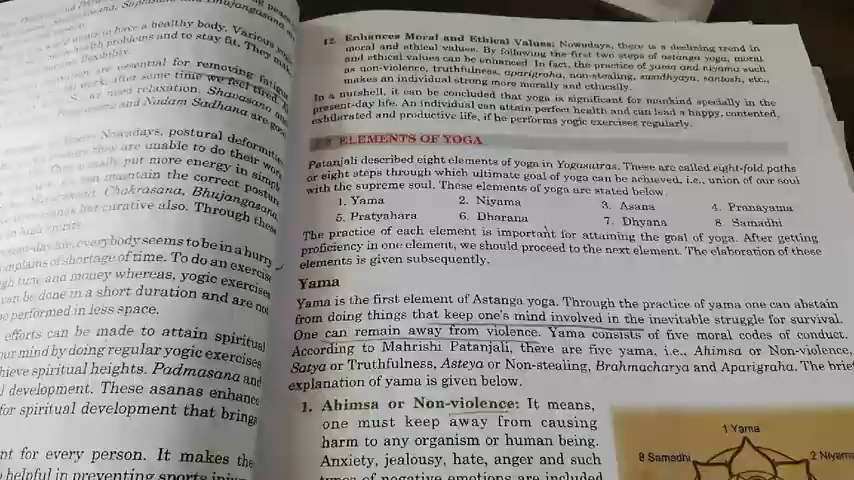 to have a healthy body. Various
health problems and to stay fit. They
are essential for removing
after some time we feel tired.
need relaxation. Shavasana
and Nadam Sadhana are
Nowadays, postural
they are unable to do their
put more energy in
can maintain the correct
Chakrasana, Bhujangasana,
but curative also. Through these
everybody seems to be in a hurry
of shortage of time. To do an exercise
time and money whereas, yogic exercises
can be done in a short duration and are not
performed in less space.
efforts can be made to attain spiritual
our mind by doing regular yogic exercises
spiritual heights. Padmasana and
development. These asanas enhance
for spiritual development that brings
for every person. It makes the
helpful in preventing sports
12. Enhances Moral and Ethical Values: Nowadays, there is a declining trend in
moral and ethical values. By following the first two steps of astanga yoga, moral
and ethical values can be enhanced. In fact, the practice of yama and niyama such
as non-violence, truthfulness, aparigraha, non-stealing, santosh, etc.,
makes an individual strong more morally and ethically.
In a nutshell, it can be concluded that yoga is significant for mankind specially in the
present-day life. An individual can attain perfect health and can lead a happy, contented,
exhilarated and productive life, if he performs yogic exercises regularly.
ELEMENTS OF YOGA
Patanjali described eight elements of yoga in Yogasutras. These are called eight-fold paths
or eight steps through which ultimate goal of yoga can be achieved, i.e., union of our soul
with the supreme soul. These elements of yoga are stated below.
1. Yama 2. Niyama 3. Asana 4. Pranayama
5. Pratyahara 6. Dharana 7. Dhyana 8. Samadhi
The practice of each element is important for attaining the goal of yoga. After getting
proficiency in one element, we should proceed to the next element. The elaboration of these
elements is given subsequently.
Yama
Yama is the first element of Astanga yoga. Through the practice of yama one can abstain
from doing things that keep one's mind involved in the inevitable struggle for survival.
One can remain away from violence. Yama consists of five moral codes of conduct.
According to Mahrishi Patanjali, there are five yama, i.e., Ahimsa or Non-violence,
Satya or Truthfulness, Asteya or Non-stealing, Brahmacharya and Aparigraha. The brief
explanation of yama is given below.
1. Ahimsa or Non-violence: It means,
one must keep away from causing
harm to any organism or human being.
Anxiety, jealousy, hate, anger and such
types of negative emotions are included
1 Yama
8 Samadhi
2 Niyama